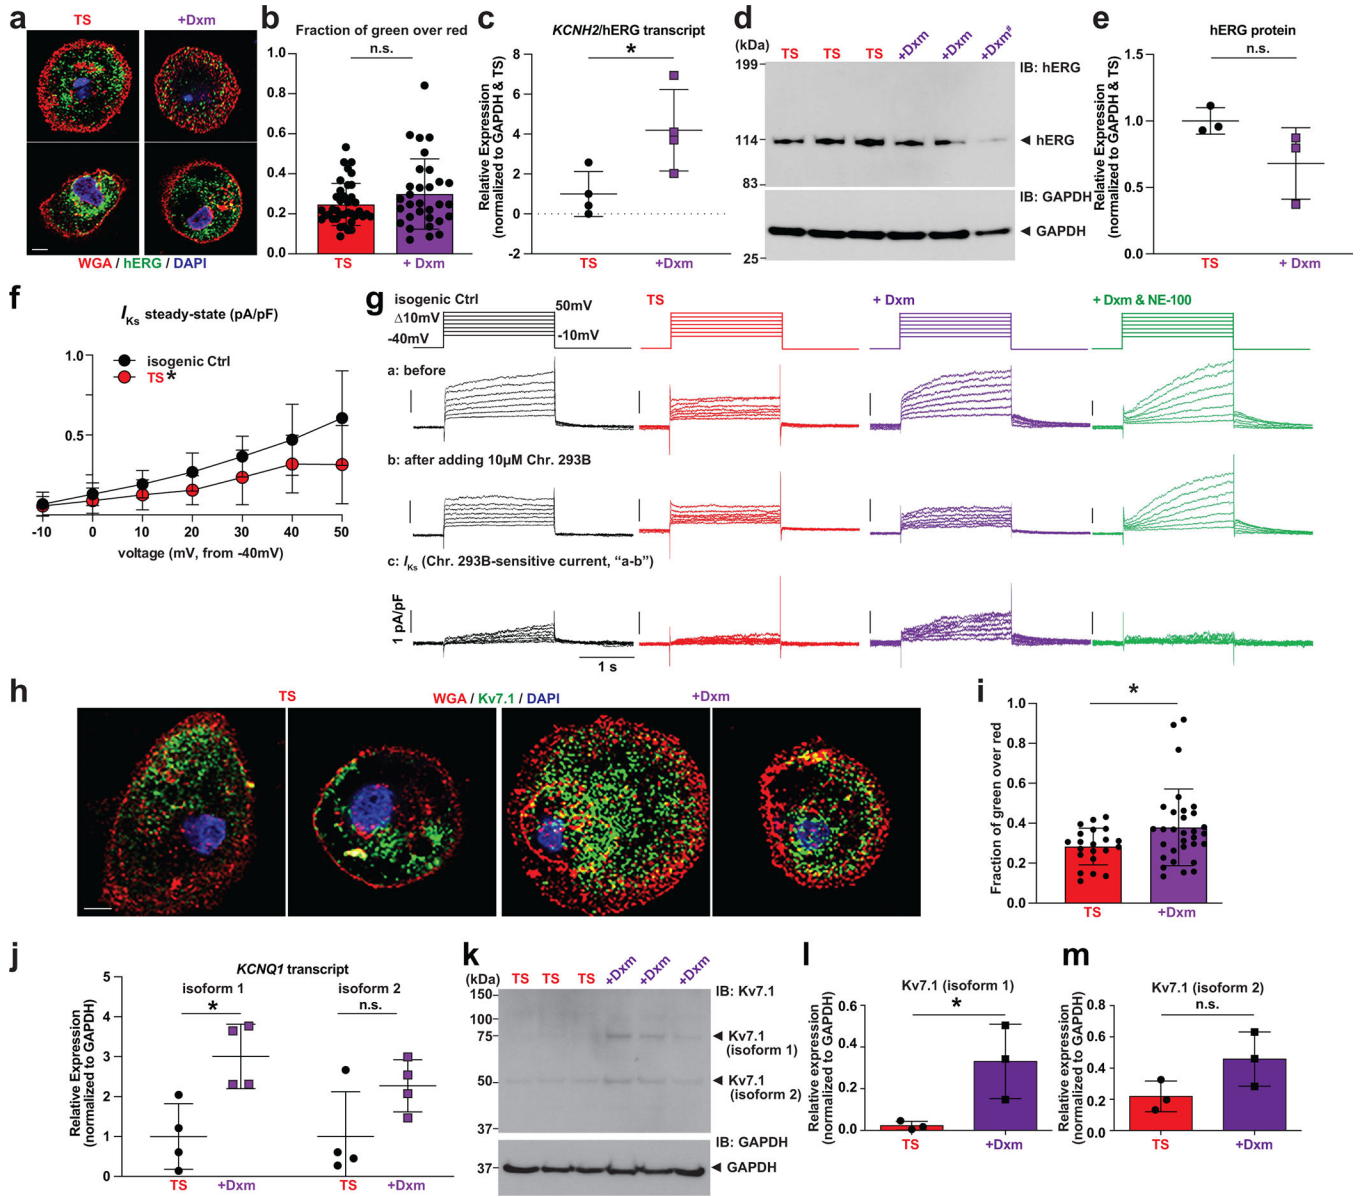 a
TS
+Dxm
WGA / hERG / DAPI
b
Fraction of green over red
n.s.
1.0
0.8
0.6
0.4
0.2
0.0
TS
+ Dxm
c
KCNH2/hERG transcript
*
Relative Expression
(normalized to GAPDH & TS)
8
6
4
2
0
-2
TS
+Dxm
d
(kDa)
TS
TS
TS
+Dxm
+Dxm
+Dxm#
199
114
83
25
IB: hERG
hERG
IB: GAPDH
GAPDH
e
hERG protein
n.s.
Relative Expression
(normalized to GAPDH & TS)
1.5
1.0
0.5
0.0
TS
+ Dxm
f
IKs steady-state (pA/pF)
isogenic Ctrl
TS*
1.0
0.5
-10
0
10
20
30
40
50
voltage (mV, from -40mV)
g
isogenic Ctrl
50mV
Δ10mV
-40mV
-10mV
TS
+ Dxm
+ Dxm & NE-100
a: before
b: after adding 10μM Chr. 293B
c: IKs (Chr. 293B-sensitive current, “a-b”)
1 pA/pF
1 s
h
TS
WGA / Kv7.1 / DAPI
+Dxm
i
*
Fraction of green over red
1.0
0.8
0.6
0.4
0.2
0.0
TS
+Dxm
j
KCNQ1 transcript
isoform 1
isoform 2
*
n.s.
Relative Expression
(normalized to GAPDH)
5
4
3
2
1
0
TS
+Dxm
TS
+Dxm
k
(kDa)
TS
TS
TS
+Dxm
+Dxm
+Dxm
150
100
75
50
37
37
IB: Kv7.1
Kv7.1
(isoform 1)
Kv7.1
(isoform 2)
IB: GAPDH
GAPDH
l
Kv7.1 (isoform 1)
*
Relative expression
(normalized to GAPDH)
0.6
0.4
0.2
0.0
TS
+Dxm
m
Kv7.1 (isoform 2)
n.s.
Relative expression
(normalized to GAPDH)
0.8
0.6
0.4
0.2
0.0
TS
+Dxm